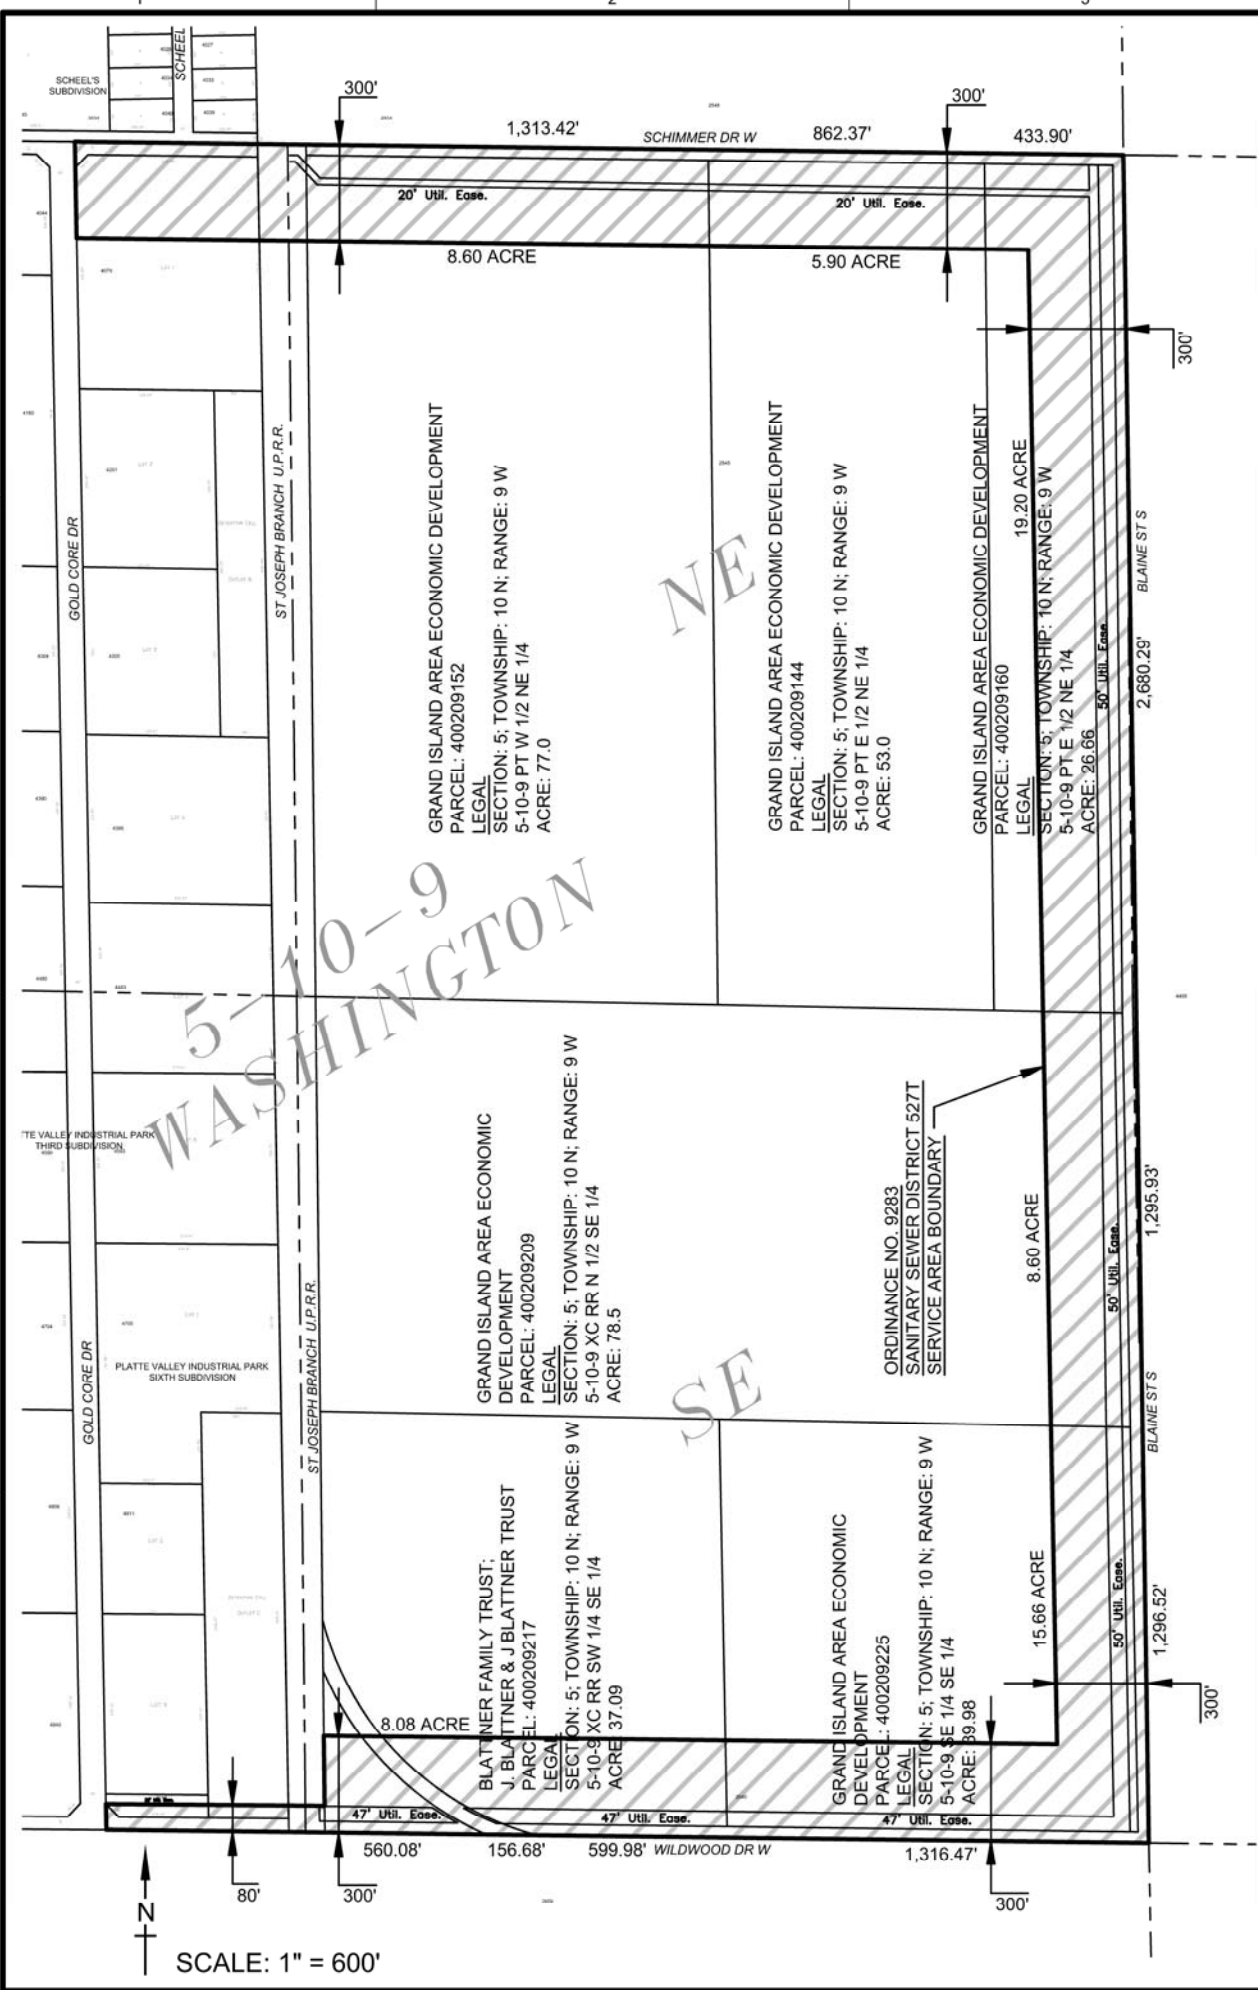 SCHEEL'S
SUBDIVISION
SCHEEL
300'
1,313.42'
SCHIMMER DR W
862.37'
300'
433.90'
20' Util. Ease.
20' Util. Ease.
8.60 ACRE
5.90 ACRE
300'
GOLD CORE DR
ST JOSEPH BRANCH U.P.R.R.
GRAND ISLAND AREA ECONOMIC DEVELOPMENT
PARCEL: 400209152
LEGAL
SECTION: 5; TOWNSHIP: 10 N; RANGE: 9 W
5-10-9 PT W 1/2 NE 1/4
ACRE: 77.0
NE
GRAND ISLAND AREA ECONOMIC DEVELOPMENT
PARCEL: 400209144
LEGAL
SECTION: 5; TOWNSHIP: 10 N; RANGE: 9 W
5-10-9 PT E 1/2 NE 1/4
ACRE: 53.0
GRAND ISLAND AREA ECONOMIC DEVELOPMENT
PARCEL: 400209160
LEGAL
SECTION: 5; TOWNSHIP: 10 N; RANGE: 9 W
5-10-9 PT E 1/2 NE 1/4
ACRE: 26.66
19.20 ACRE
50' Util. Ease
2,680.29'
BLAINE ST S
5-10-9
WASHINGTON
TTE VALLEY INDUSTRIAL PARK
THIRD SUBDIVISION
GRAND ISLAND AREA ECONOMIC
DEVELOPMENT
PARCEL: 400209209
LEGAL
SECTION: 5; TOWNSHIP: 10 N; RANGE: 9 W
5-10-9 XC RR N 1/2 SE 1/4
ACRE: 78.5
ORDINANCE NO. 9283
SANITARY SEWER DISTRICT 527T
SERVICE AREA BOUNDARY
8.60 ACRE
50' Util. Ease.
1,295.93'
PLATTE VALLEY INDUSTRIAL PARK
SIXTH SUBDIVISION
GOLD CORE DR
ST JOSEPH BRANCH U.P.R.R.
SE
BLAINE ST S
BLATTNER FAMILY TRUST;
J. BLATTNER & J BLATTNER TRUST
PARCEL: 400209217
LEGAL
SECTION: 5; TOWNSHIP: 10 N; RANGE: 9 W
5-10-9 XC RR SW 1/4 SE 1/4
ACRE 37.09
GRAND ISLAND AREA ECONOMIC
DEVELOPMENT
PARCEL: 400209225
LEGAL
SECTION: 5; TOWNSHIP: 10 N; RANGE: 9 W
5-10-9 SE 1/4 SE 1/4
ACRE: 39.98
15.66 ACRE
50' Util. Ease.
1,296.52'
300'
8.08 ACRE
47' Util. Ease.
47' Util. Ease.
47' Util. Ease.
560.08'
156.68'
599.98'
WILDWOOD DR W
1,316.47'
80'
300'
300'
N
SCALE: 1" = 600'